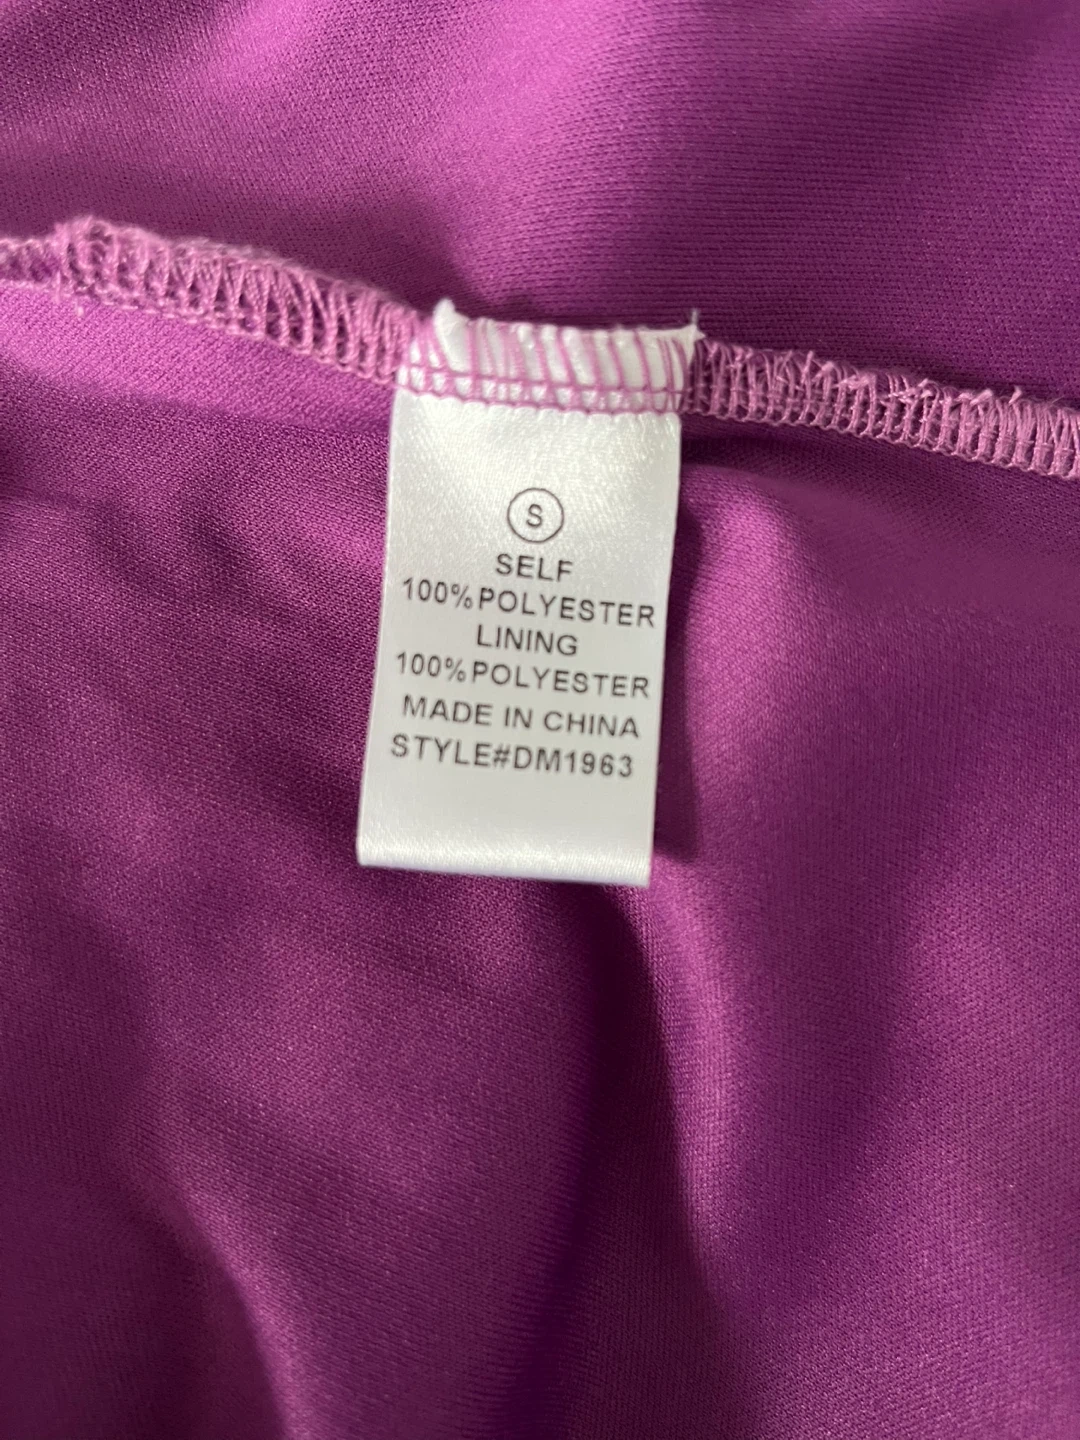 S
SELF
100%POLYESTER
LINING
100%POLYESTER
MADE IN CHINA
STYLE#DM1963